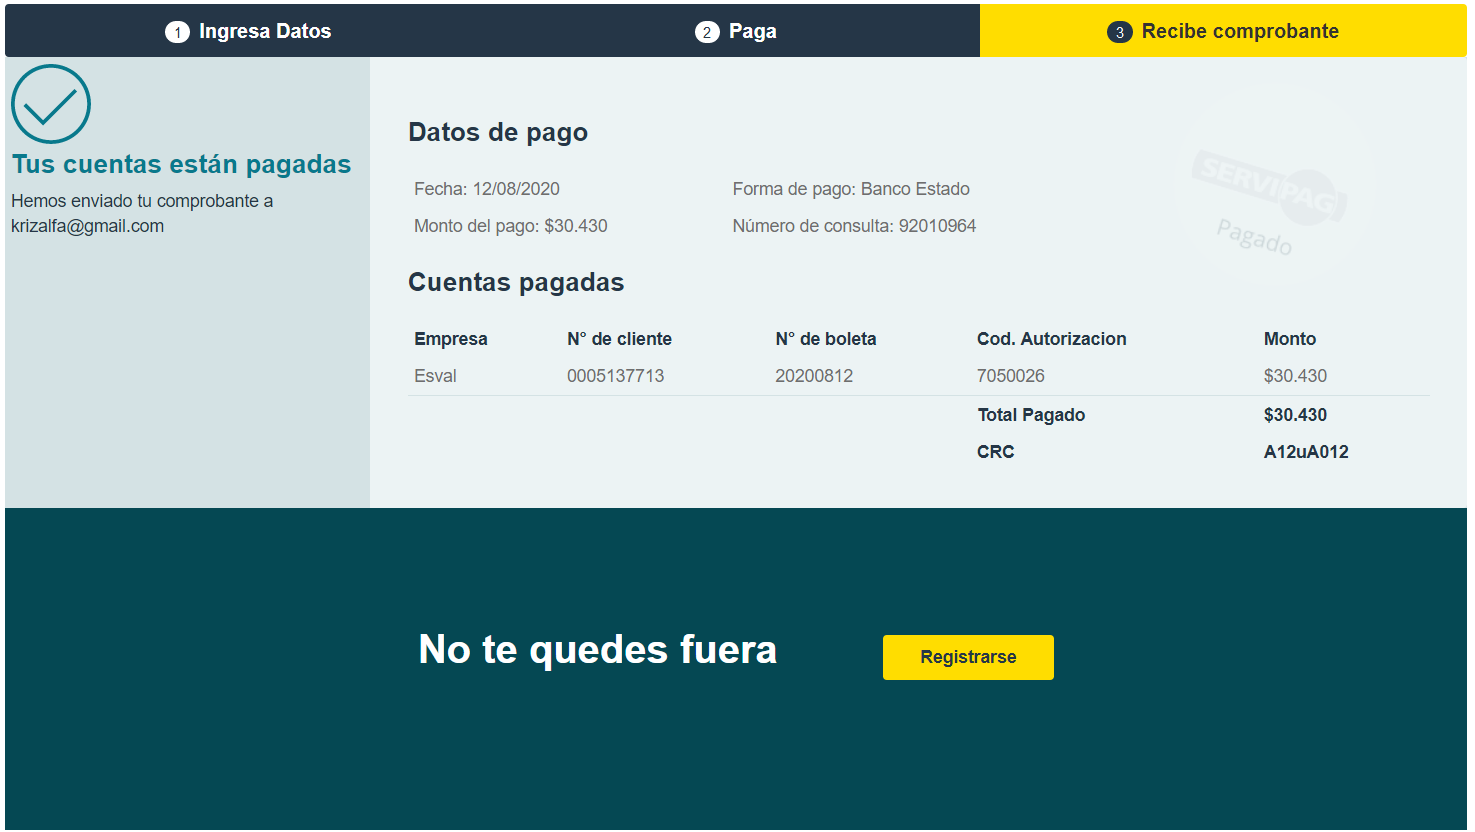 1 Ingresa Datos
2 Paga
3 Recibe comprobante
Tus cuentas están pagadas
Hemos enviado tu comprobante a
krizalfa@gmail.com
Datos de pago
Fecha: 12/08/2020 Forma de pago: Banco Estado
Monto del pago: $30.430 Número de consulta: 92010964
SERVIPAG
Pagado
Cuentas pagadas
Empresa N° de cliente N° de boleta Cod. Autorizacion Monto
Esval 0005137713 20200812 7050026 $30.430
Total Pagado $30.430
CRC A12uA012
No te quedes fuera
Registrarse